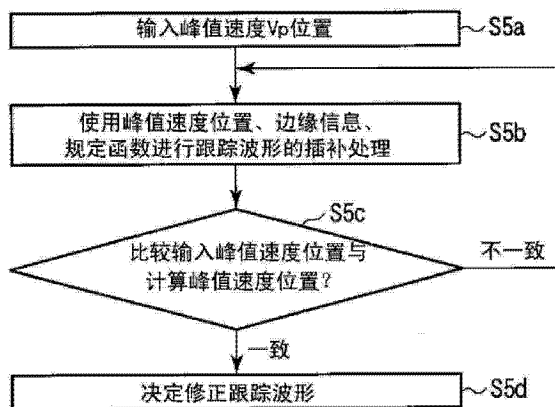 输入峰值速度Vp位置
S5a
使用峰值速度位置、边缘信息、
规定函数进行跟踪波形的插补处理
S5b
S5c
比较输入峰值速度位置与
计算峰值速度位置?
不一致
一致
决定修正跟踪波形
S5d